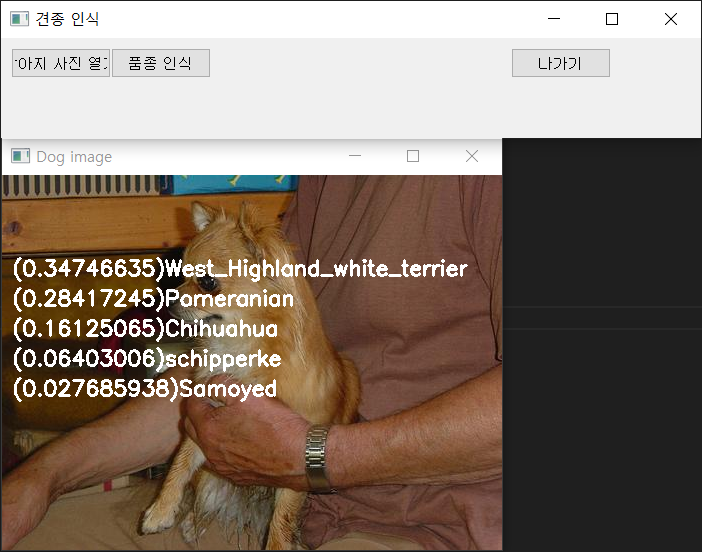 견종 인식
아지 사진 열
품종 인식
나가기
Dog image
(0.34746635)West_Highland_white_terrier
(0.28417245)Pomeranian
(0.16125065)Chihuahua
(0.06403006)schipperke
(0.027685938)Samoyed